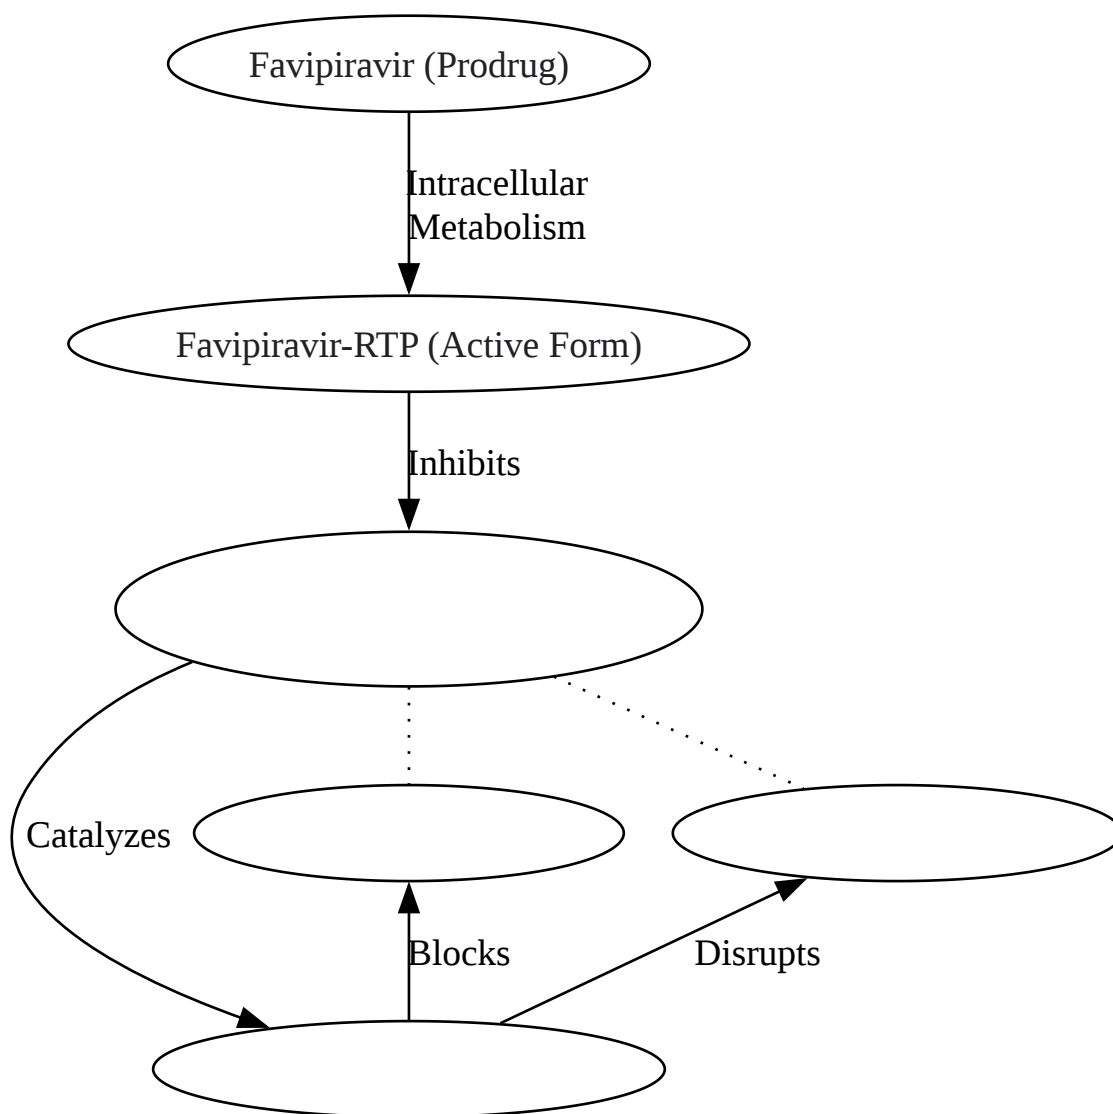 Favipiravir (Prodrug)
Intracellular
Metabolism
Favipiravir-RTP (Active Form)
Inhibits
Catalyzes
Blocks
Disrupts